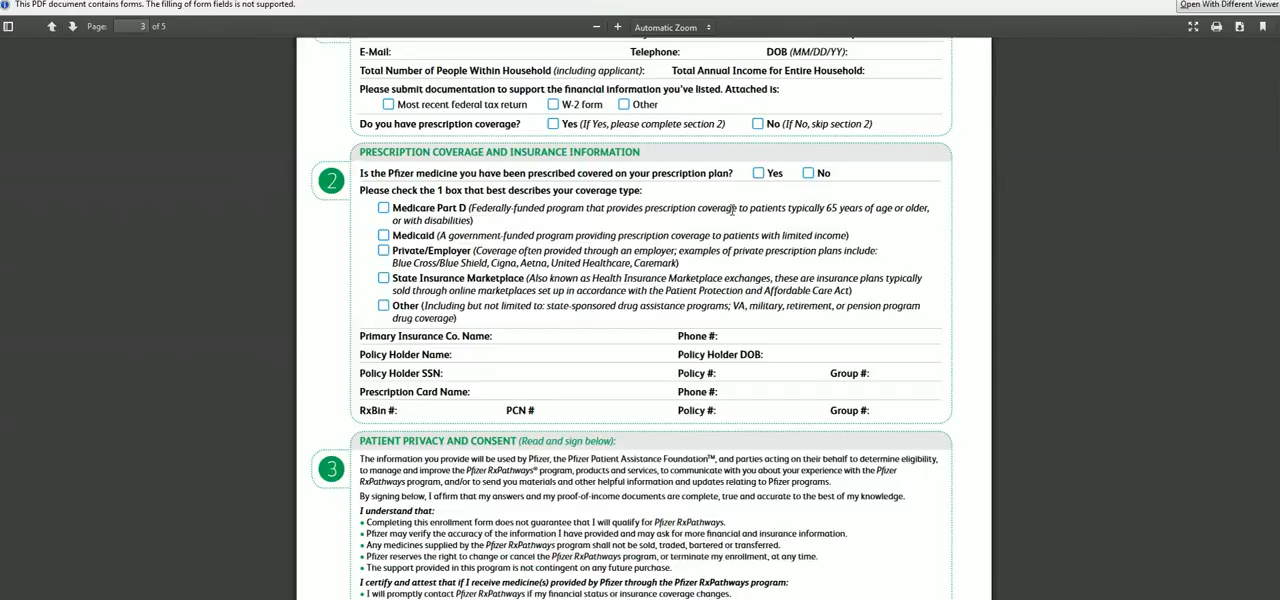 This PDF document contains forms. The filling of form fields is not supported.
Open With Different Viewer
Page: 3 of 5
Automatic Zoom
E-Mail: Telephone: DOB (MM/DD/YY):
Total Number of People Within Household (including applicant): Total Annual Income for Entire Household:
Please submit documentation to support the financial information you've listed. Attached is:
Most recent federal tax return W-2 form Other
Do you have prescription coverage? Yes (If Yes, please complete section 2) No (If No, skip section 2)
2
PRESCRIPTION COVERAGE AND INSURANCE INFORMATION
Is the Pfizer medicine you have been prescribed covered on your prescription plan? Yes No
Please check the 1 box that best describes your coverage type:
Medicare Part D (Federally-funded program that provides prescription coverage to patients typically 65 years of age or older,
or with disabilities)
Medicaid (A government-funded program providing prescription coverage to patients with limited income)
Private/Employer (Coverage often provided through an employer; examples of private prescription plans include:
Blue Cross/Blue Shield, Cigna, Aetna, United Healthcare, Caremark)
State Insurance Marketplace (Also known as Health Insurance Marketplace exchanges, these are insurance plans typically
sold through online marketplaces set up in accordance with the Patient Protection and Affordable Care Act)
Other (Including but not limited to: state-sponsored drug assistance programs; VA, military, retirement, or pension program
drug coverage)
Primary Insurance Co. Name: Phone #:
Policy Holder Name: Policy Holder DOB:
Policy Holder SSN: Policy #: Group #:
Prescription Card Name: Phone #:
RxBin #: PCN # Policy #: Group #:
3
PATIENT PRIVACY AND CONSENT (Read and sign below):
The information you provide will be used by Pfizer, the Pfizer Patient Assistance Foundation™, and parties acting on their behalf to determine eligibility,
to manage and improve the Pfizer RxPathways® program, products and services, to communicate with you about your experience with the Pfizer
RxPathways program, and/or to send you materials and other helpful information and updates relating to Pfizer programs.
By signing below, I affirm that my answers and my proof-of-income documents are complete, true and accurate to the best of my knowledge.
I understand that:
• Completing this enrollment form does not guarantee that I will qualify for Pfizer RxPathways.
• Pfizer may verify the accuracy of the information I have provided and may ask for more financial and insurance information.
• Any medicines supplied by the Pfizer RxPathways program shall not be sold, traded, bartered or transferred.
• Pfizer reserves the right to change or cancel the Pfizer RxPathways program, or terminate my enrollment, at any time.
• The support provided in this program is not contingent on any future purchase.
I certify and attest that if I receive medicine(s) provided by Pfizer through the Pfizer RxPathways program:
• I will promptly contact Pfizer RxPathways if my financial status or insurance coverage changes.